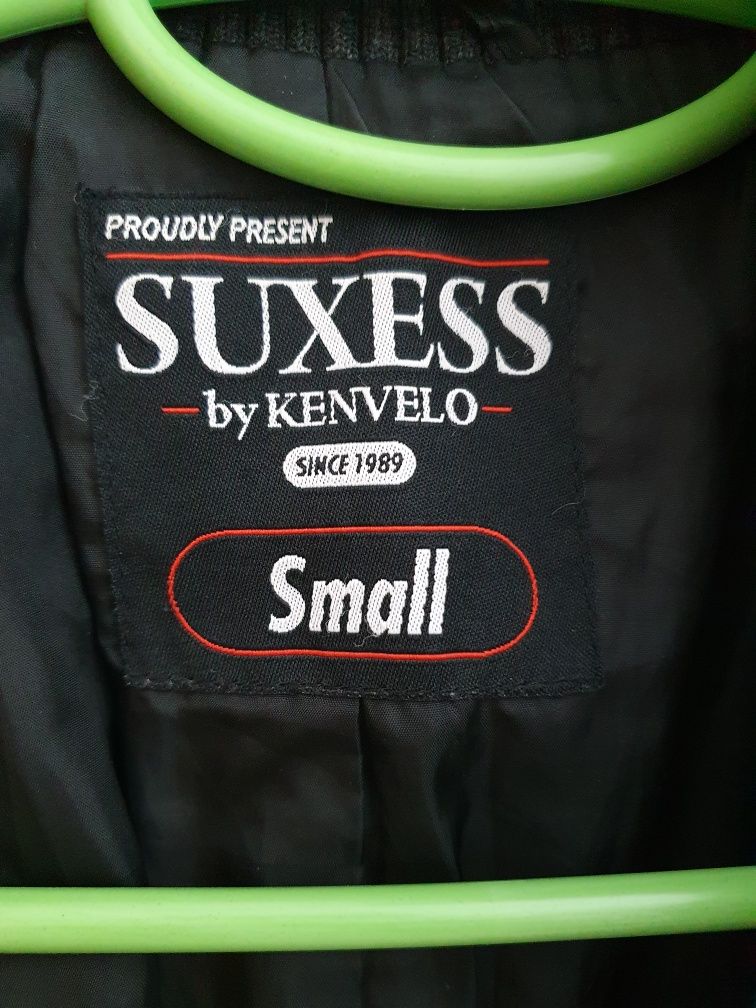 PROUDLY PRESENT
SUXESS
by KENVELO
SINCE 1989
Small